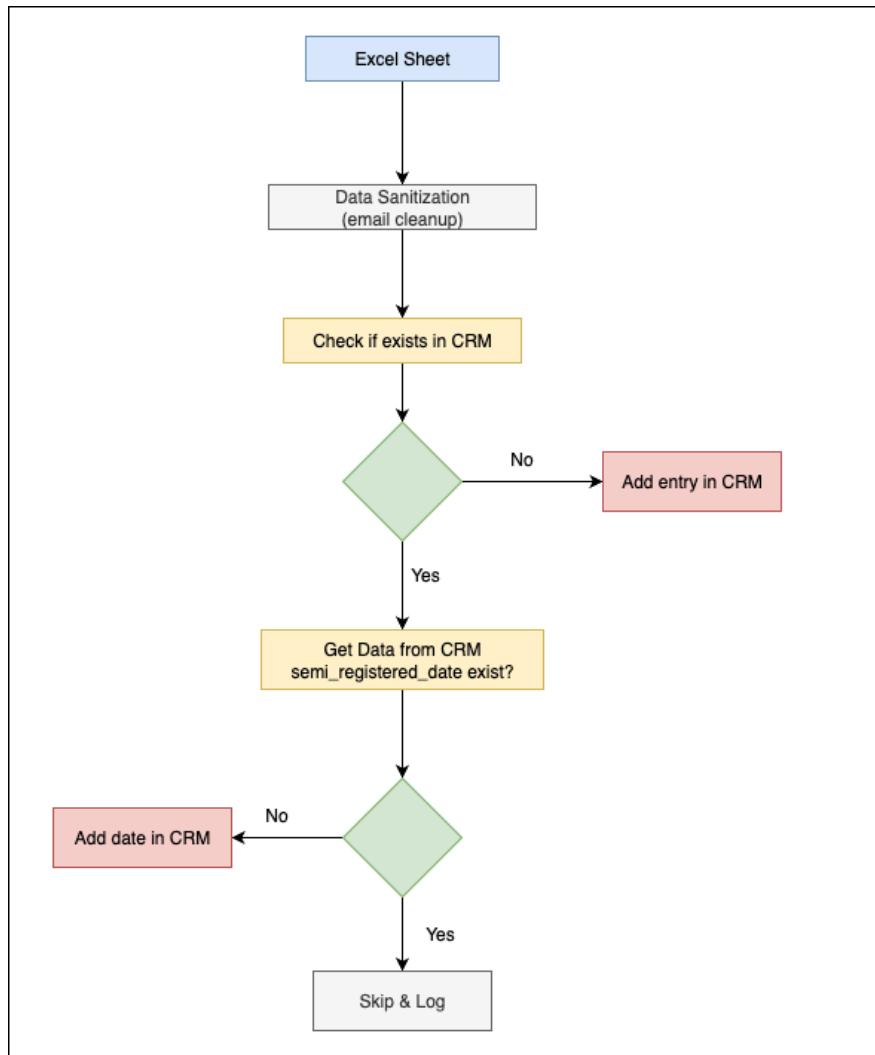 Excel Sheet
Data Sanitization
(email cleanup)
Check if exists in CRM
No
Add entry in CRM
Yes
Get Data from CRM
semi_registered_date exist?
No
Add date in CRM
Yes
Skip & Log